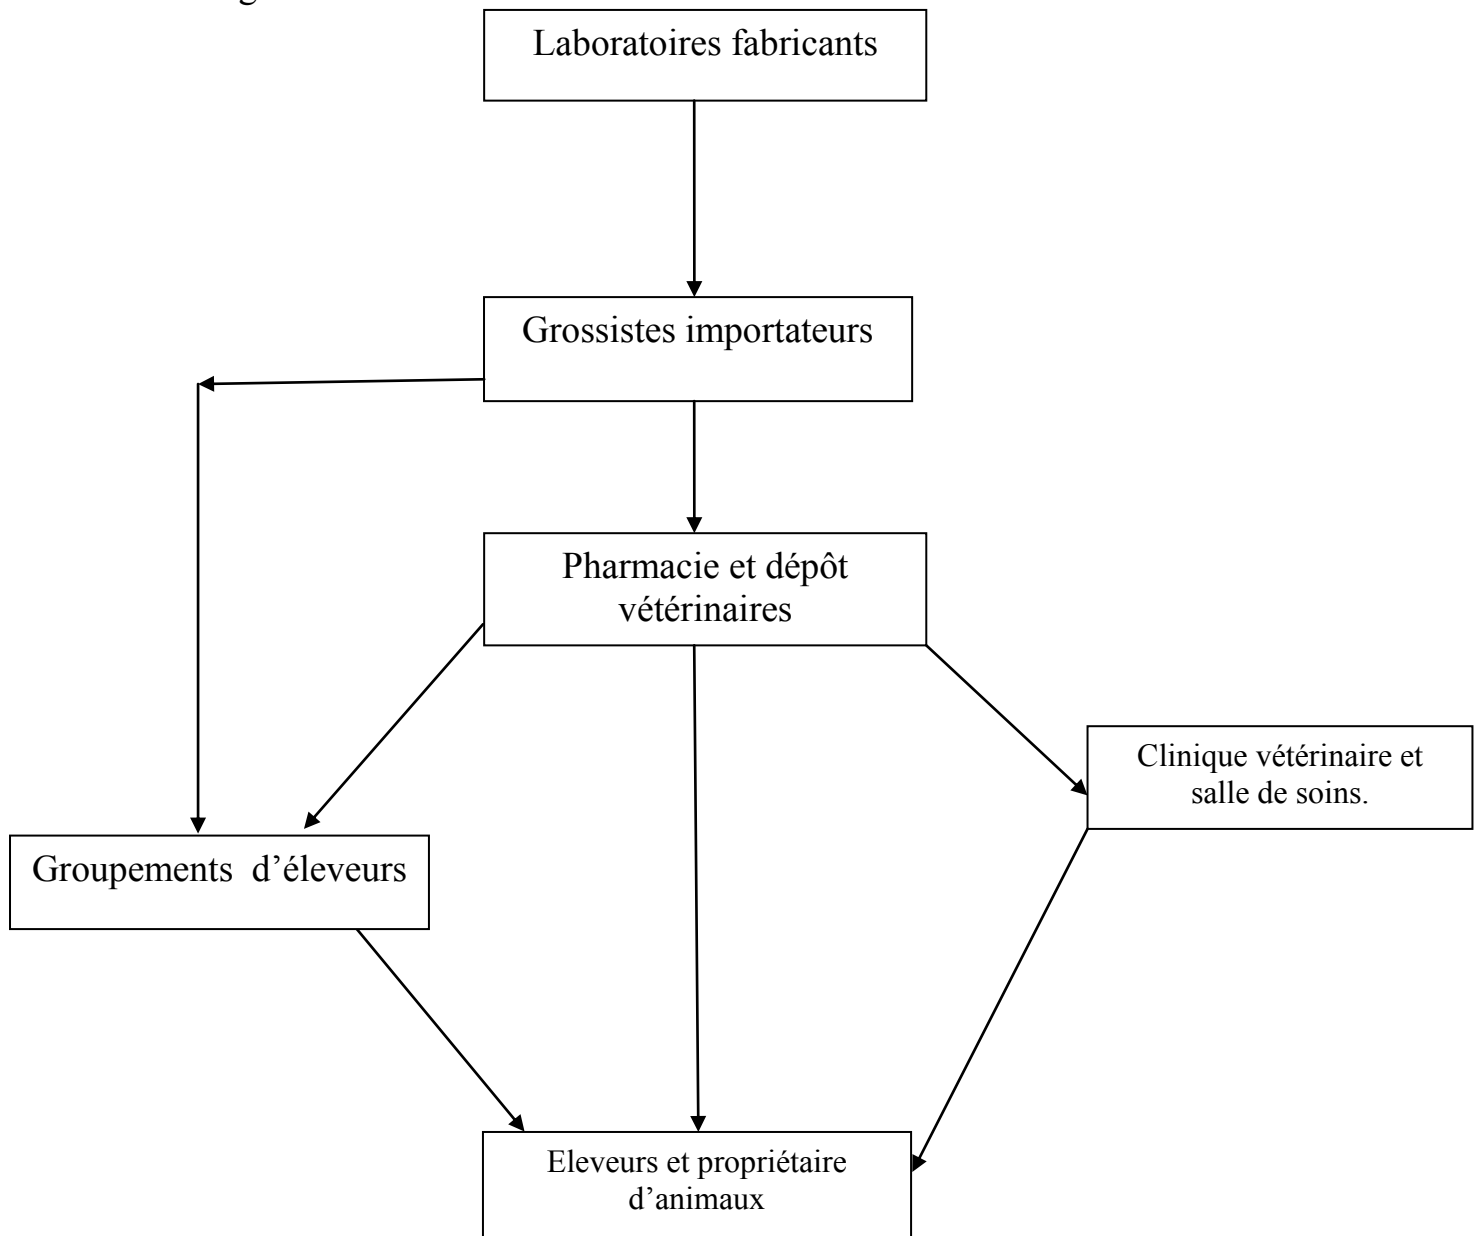 Laboratoires fabricants
Grossistes importateurs
Pharmacie et dépôt
vétérinaires
Clinique vétérinaire et
salle de soins.
Groupements d’éleveurs
Eleveurs et propriétaire
d’animaux